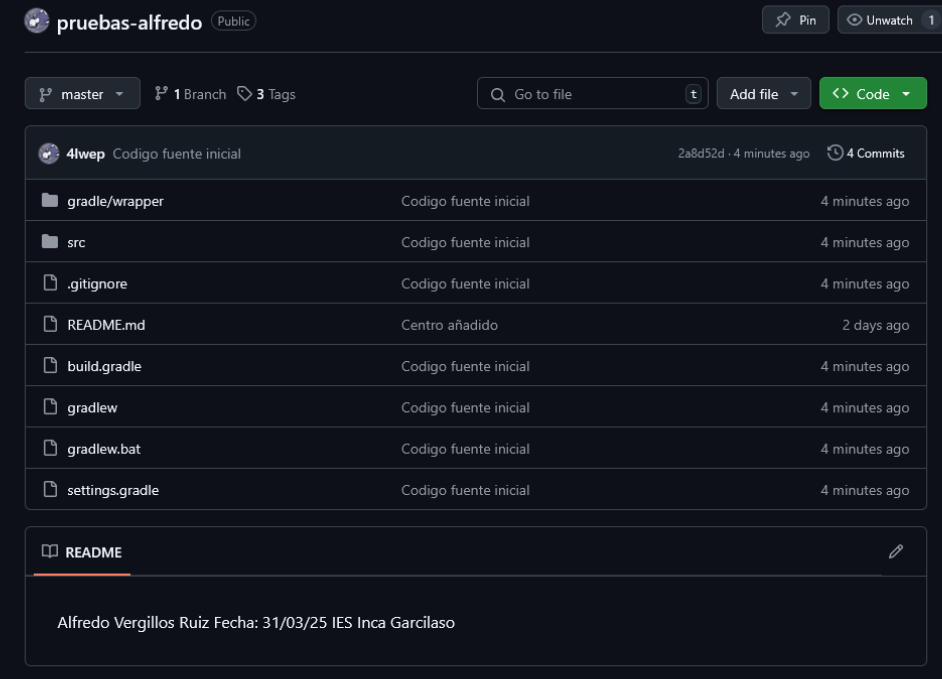 pruebas-alfredo Public Pin Unwatch 1
master 1 Branch 3 Tags Go to file t Add file Code
4lwep Codigo fuente inicial 2a8d52d · 4 minutes ago 4 Commits
gradle/wrapper Codigo fuente inicial 4 minutes ago
src Codigo fuente inicial 4 minutes ago
.gitignore Codigo fuente inicial 4 minutes ago
README.md Centro añadido 2 days ago
build.gradle Codigo fuente inicial 4 minutes ago
gradlew Codigo fuente inicial 4 minutes ago
gradlew.bat Codigo fuente inicial 4 minutes ago
settings.gradle Codigo fuente inicial 4 minutes ago
README
Alfredo Vergillos Ruiz Fecha: 31/03/25 IES Inca Garcilaso